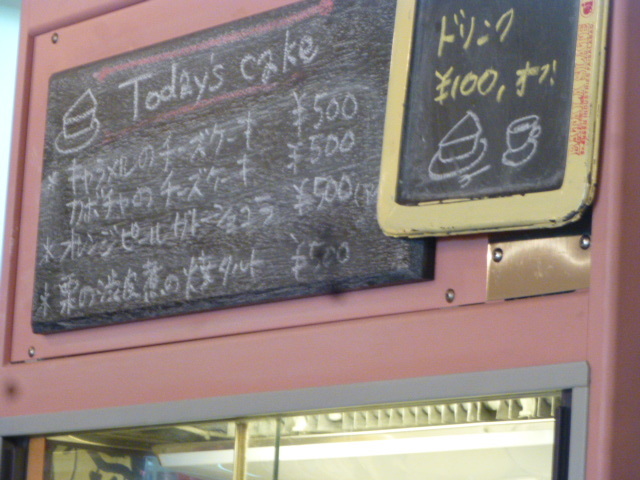 Today's cake
* キャラメルのチーズケーキ ¥500
カボチャのチーズケーキ ¥500
* オレンジピールガトーショコラ ¥500
* 栗の渋皮煮の焼タルト ¥500
ドリンク
¥100, オフ!